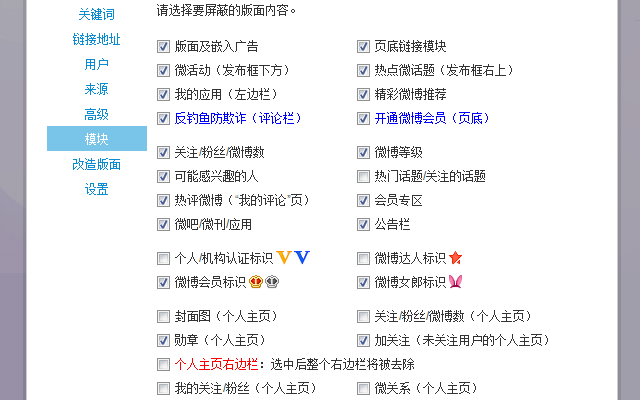 请选择要屏蔽的版面内容。
关键词
链接地址
用户
来源
高级
模块
改造版面
设置
版面及嵌入广告
页底链接模块
微活动（发布框下方）
热点微话题（发布框右上）
我的应用（左边栏）
精彩微博推荐
反钓鱼防欺诈（评论栏）
开通微博会员（页底）
关注/粉丝/微博数
微博等级
可能感兴趣的人
热门话题/关注的话题
热评微博（“我的评论”页）
会员专区
微吧/微刊/应用
公告栏
个人/机构认证标识 V V
微博达人标识
微博会员标识
微博女郎标识
封面图（个人主页）
关注/粉丝/微博数（个人主页）
勋章（个人主页）
加关注（未关注用户的个人主页）
个人主页右边栏：选中后整个右边栏将被去除
我的关注/粉丝（个人主页）
微关系（个人主页）